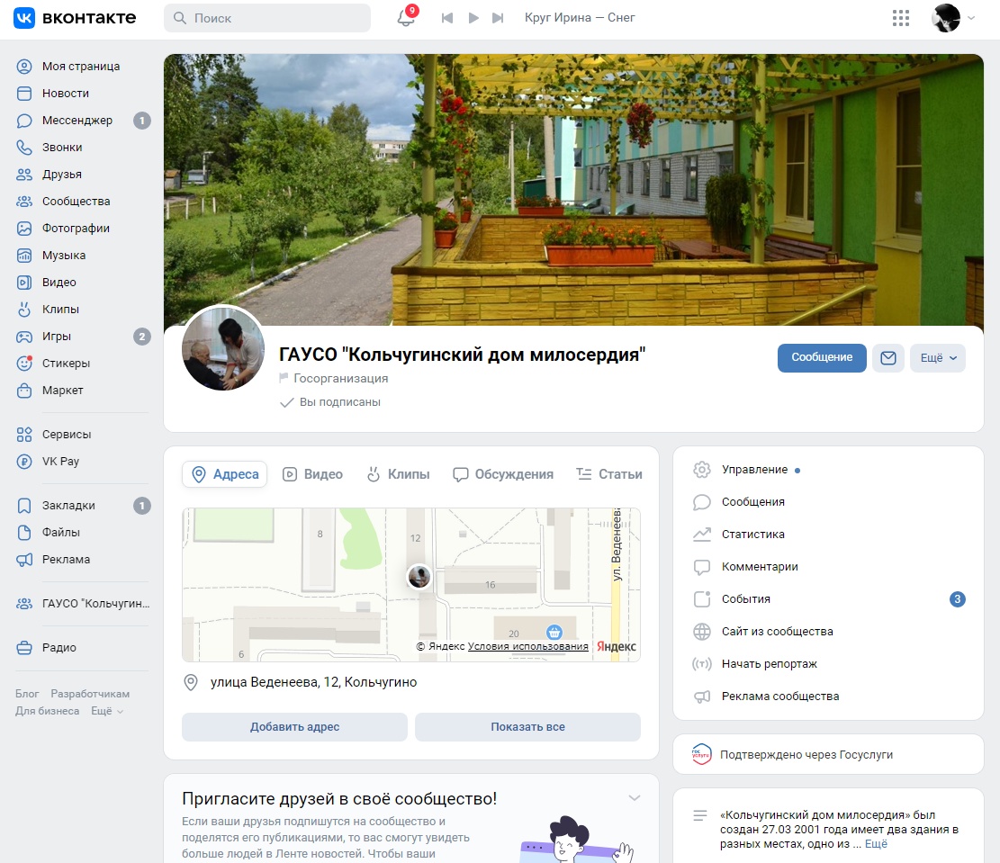 вконтакте
Поиск
9
Круг Ирина — Снег
Моя страница
Новости
Мессенджер 1
Звонки
Друзья
Сообщества
Фотографии
Музыка
Видео
Клипы
Игры 2
Стикеры
Маркет
Сервисы
VK Pay
Закладки 1
Файлы
Реклама
ГАУСО "Кольчугин...
Радио
Блог Разработчикам
Для бизнеса Ещё
ГАУСО "Кольчугинский дом милосердия"
Госорганизация
Вы подписаны
Сообщение
Ещё
Адреса Видео Клипы Обсуждения Статьи
8
12
16
20
6
ул. Веденеева
© Яндекс Условия использования Яндекс
улица Веденеева, 12, Кольчугино
Добавить адрес Показать все
Пригласите друзей в своё сообщество!
Если ваши друзья подпишутся на сообщество и
поделятся его публикациями, то вас смогут увидеть
больше людей в Ленте новостей. Чтобы ваши
Управление
Сообщения
Статистика
Комментарии
События 3
Сайт из сообщества
Начать репортаж
Реклама сообщества
гос услуги
Подтверждено через Госуслуги
«Кольчугинский дом милосердия» был
создан 27.03 2001 года имеет два здания в
разных местах, одно из ... Ещё